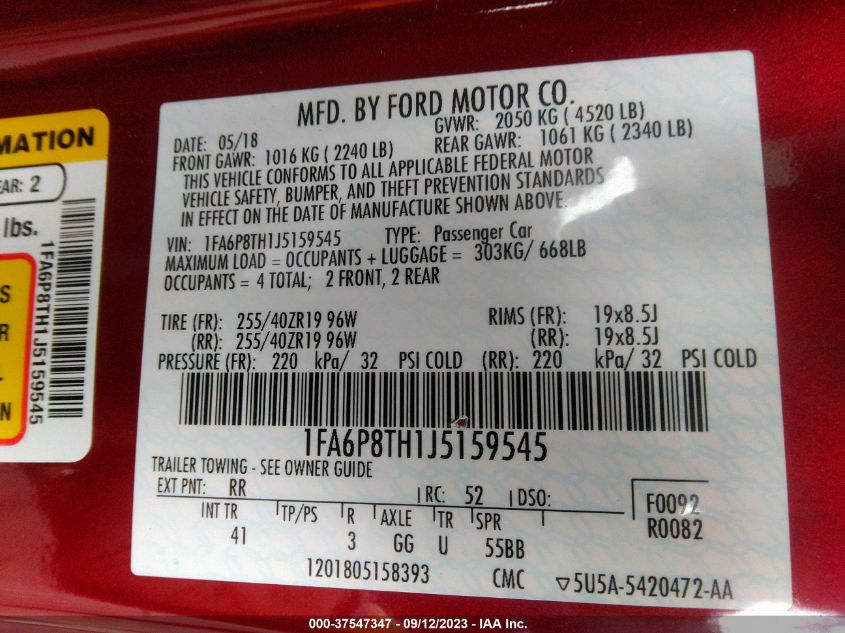 MATION
EAR: 2
lbs.
1FA6P8TH1J5159545
S
R
L
N
MFD. BY FORD MOTOR CO.
DATE: 05/18 GVWR: 2050 KG ( 4520 LB)
FRONT GAWR: 1016 KG ( 2240 LB) REAR GAWR: 1061 KG ( 2340 LB)
THIS VEHICLE CONFORMS TO ALL APPLICABLE FEDERAL MOTOR
VEHICLE SAFETY, BUMPER, AND THEFT PREVENTION STANDARDS
IN EFFECT ON THE DATE OF MANUFACTURE SHOWN ABOVE.
VIN: 1FA6P8TH1J5159545 TYPE: Passenger Car
MAXIMUM LOAD = OCCUPANTS + LUGGAGE = 303KG/ 668LB
OCCUPANTS = 4 TOTAL; 2 FRONT, 2 REAR
TIRE (FR): 255/40ZR19 96W RIMS (FR): 19x8.5J
(RR): 255/40ZR19 96W (RR): 19x8.5J
PRESSURE (FR): 220 kPa/ 32 PSI COLD (RR): 220 kPa/ 32 PSI COLD
1FA6P8TH1J5159545
TRAILER TOWING - SEE OWNER GUIDE
EXT PNT: RR RC: 52 DSO: F0092
INT TR TP/PS R AXLE TR SPR R0082
41 3 GG U 55BB
1201805158393 CMC ▽5U5A-5420472-AA
000-37547347 - 09/12/2023 - IAA Inc.